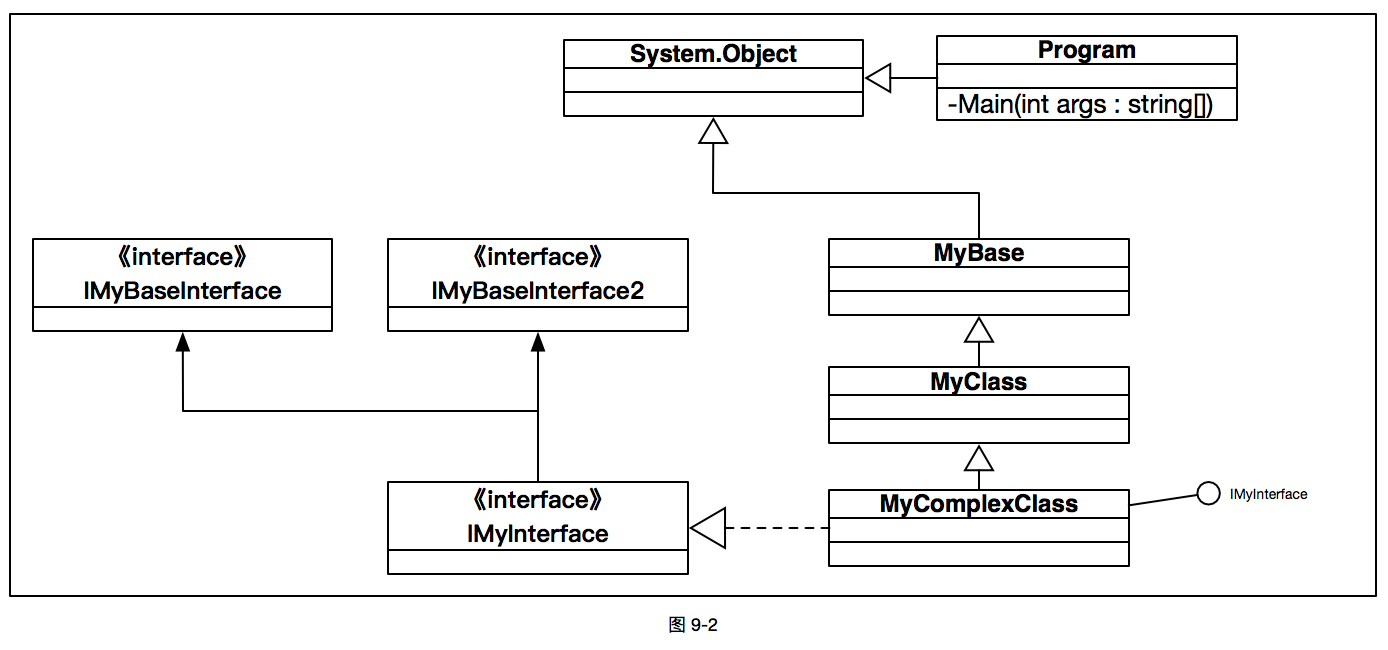 System.Object
Program
-Main(int args : string[])
《interface》
IMyBaseInterface
《interface》
IMyBaseInterface2
MyBase
MyClass
《interface》
IMyInterface
MyComplexClass
IMyInterface
图 9-2